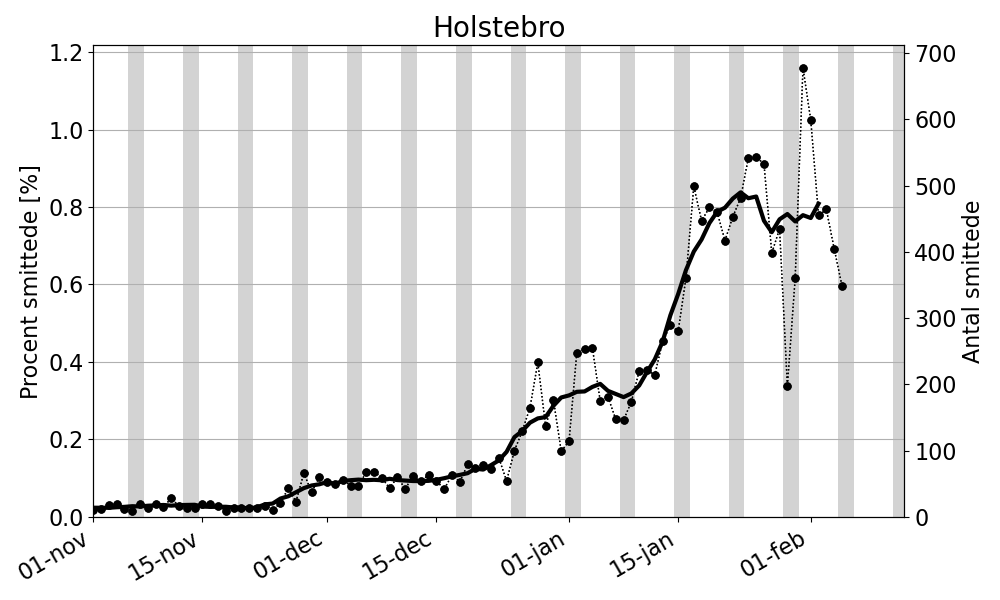 Holstebro
Procent smittede [%]
1.2
1.0
0.8
0.6
0.4
0.2
0.0
700
600
500
400
300
200
100
0
Antal smittede
01-nov
15-nov
01-dec
15-dec
01-jan
15-jan
01-feb